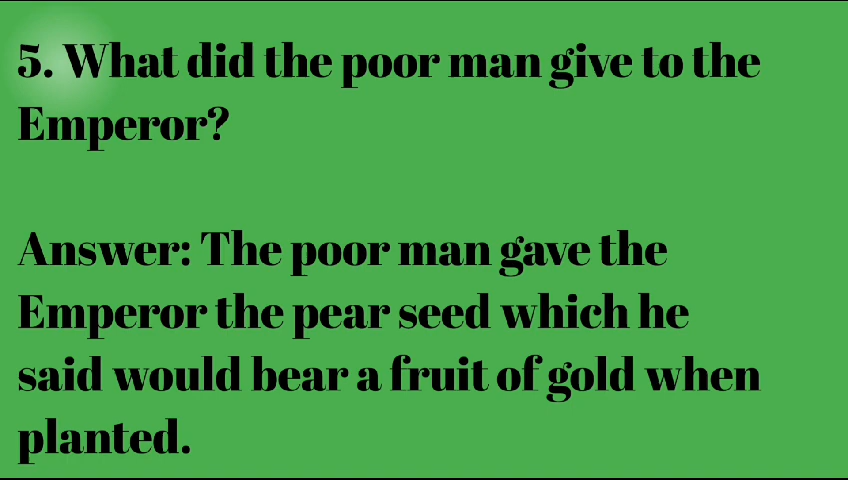 5. What did the poor man give to the
Emperor?
Answer: The poor man gave the
Emperor the pear seed which he
said would bear a fruit of gold when
planted.